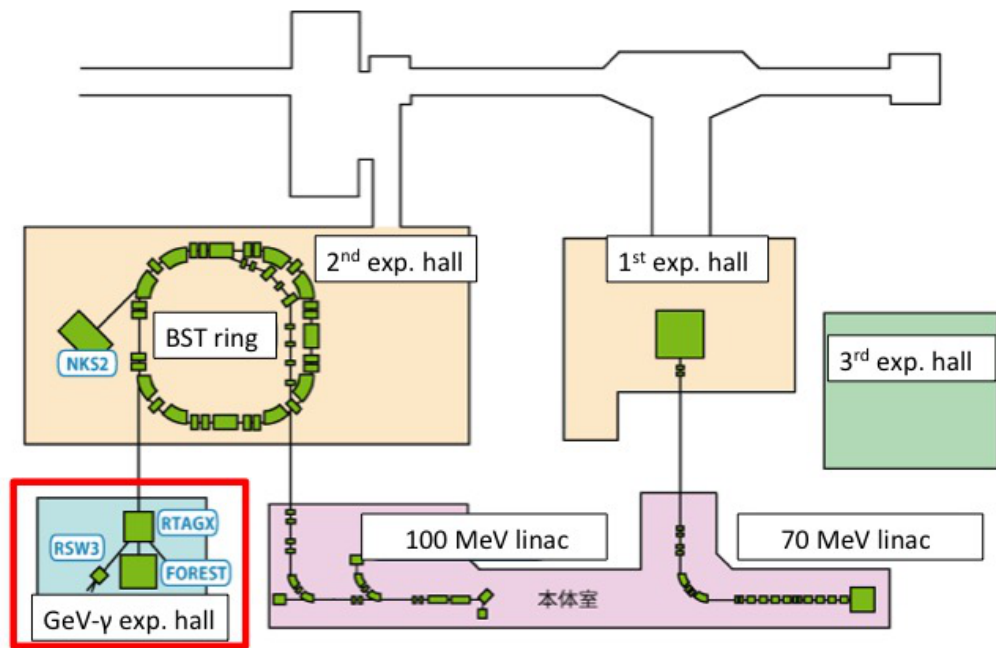 2nd exp. hall
1st exp. hall
BST ring
NKS2
3rd exp. hall
RTAGX
RSW3
FOREST
GeV-γ exp. hall
100 MeV linac
70 MeV linac
本体室